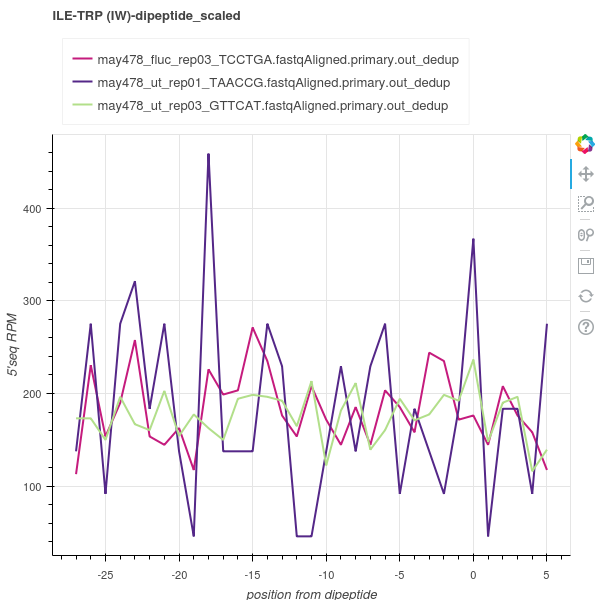 ILE-TRP (IW)-dipeptide_scaled
may478_fluc_rep03_TCCTGA.fastqAligned.primary.out_dedup
may478_ut_rep01_TAACCG.fastqAligned.primary.out_dedup
may478_ut_rep03_GTTCAT.fastqAligned.primary.out_dedup
400
300
200
100
5'seq RPM
-25 -20 -15 -10 -5 0 5
position from dipeptide